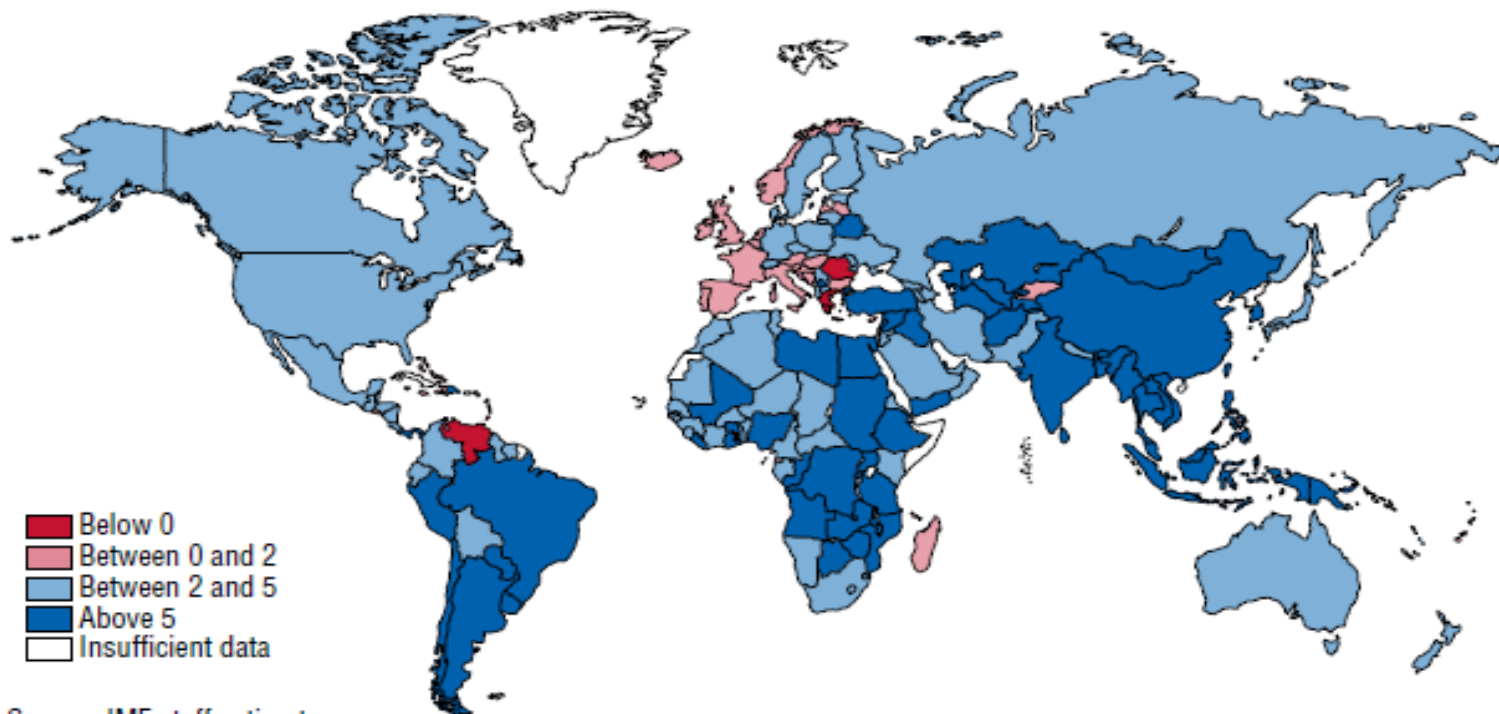 Below 0
Between 0 and 2
Between 2 and 5
Above 5
Insufficient data